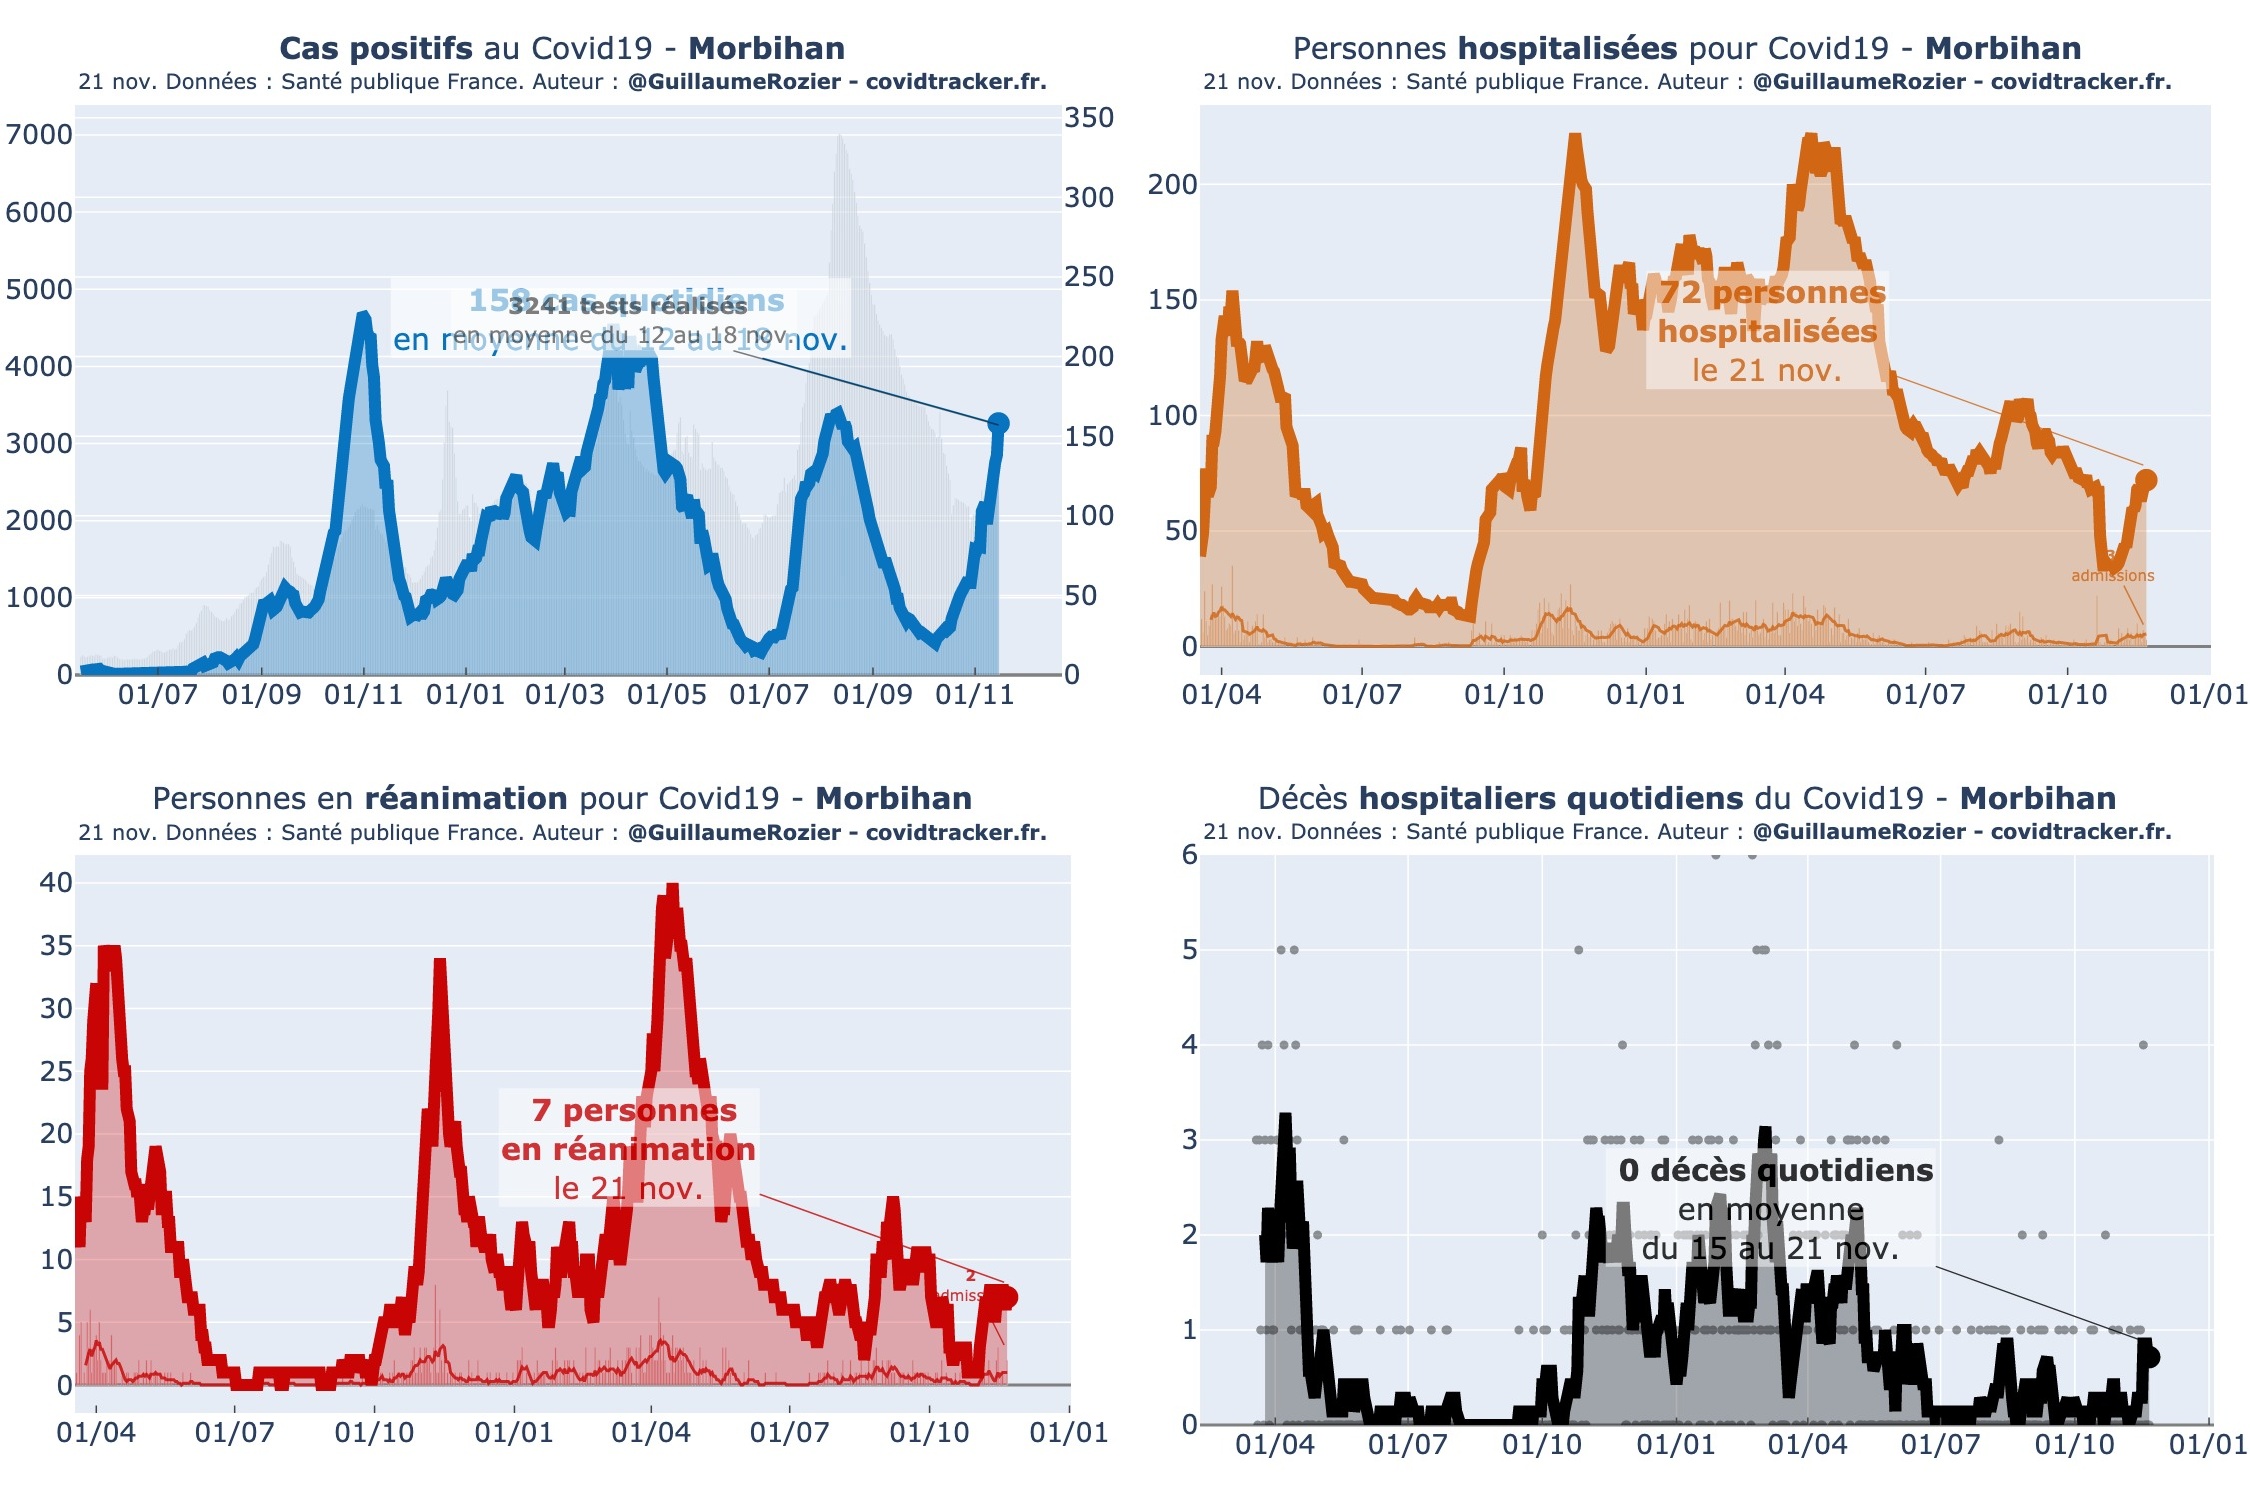 Cas positifs au Covid19 - Morbihan
21 nov. Données : Santé publique France. Auteur : @GuillaumeRozier - covidtracker.fr.
7000
6000
5000
4000
3000
2000
1000
0
350
300
250
200
150
100
50
0
cas quotidiens
en moyenne du 12 au 18 nov.
3241 tests réalisés
en moyenne du 12 au 18 nov.
01/07 01/09 01/11 01/01 01/03 01/05 01/07 01/09 01/11
Personnes hospitalisées pour Covid19 - Morbihan
21 nov. Données : Santé publique France. Auteur : @GuillaumeRozier - covidtracker.fr.
200
150
100
50
0
72 personnes
hospitalisées
le 21 nov.
admissions
01/04 01/07 01/10 01/01 01/04 01/07 01/10 01/01
Personnes en réanimation pour Covid19 - Morbihan
21 nov. Données : Santé publique France. Auteur : @GuillaumeRozier - covidtracker.fr.
40
35
30
25
20
15
10
5
0
7 personnes
en réanimation
le 21 nov.
2
01/04 01/07 01/10 01/01 01/04 01/07 01/10 01/01
Décès hospitaliers quotidiens du Covid19 - Morbihan
21 nov. Données : Santé publique France. Auteur : @GuillaumeRozier - covidtracker.fr.
6
5
4
3
2
1
0
0 décès quotidiens
en moyenne
du 15 au 21 nov.
01/04 01/07 01/10 01/01 01/04 01/07 01/10 01/01